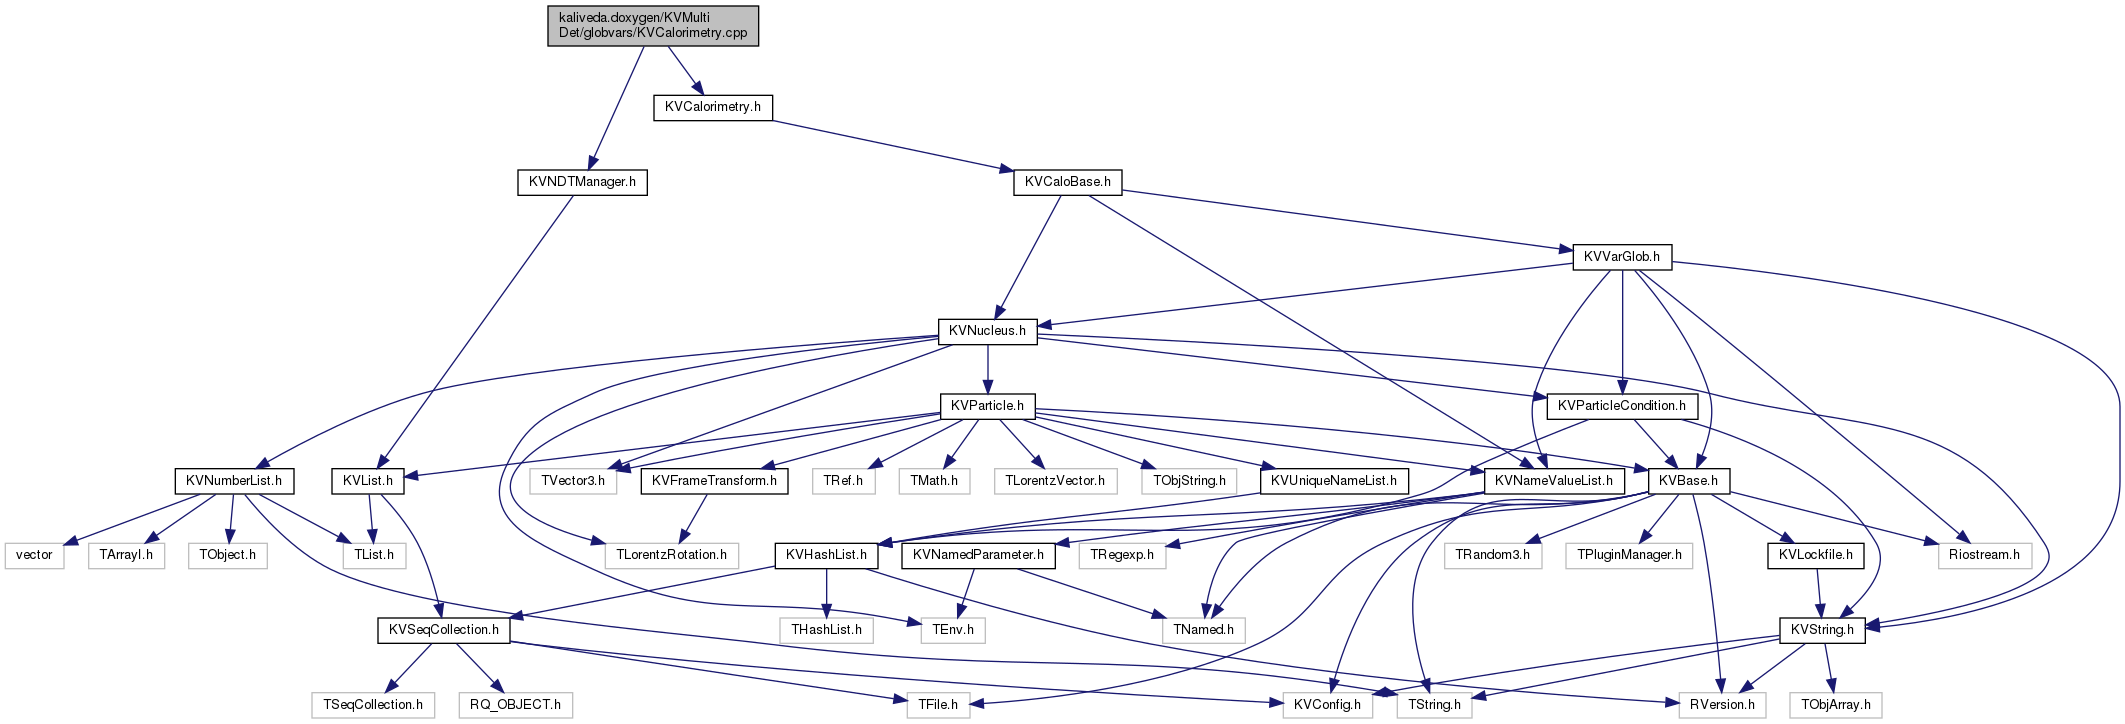 kaliveda.doxygen/KVMulti
Det/globvars/KVCalorimetry.cpp
KVCalorimetry.h
KVNDTManager.h
KVCaloBase.h
KVVarGlob.h
KVNucleus.h
KVParticle.h
KVParticleCondition.h
KVNumberList.h
KVList.h
TVector3.h
KVFrameTransform.h
TRef.h
TMath.h
TLorentzVector.h
TObjString.h
KVUniqueNameList.h
KVNameValueList.h
KVBase.h
vector
TArrayI.h
TObject.h
TList.h
TLorentzRotation.h
KVHashList.h
KVNamedParameter.h
TRegexp.h
TRandom3.h
TPluginManager.h
KVLockfile.h
Riostream.h
KVSeqCollection.h
THashList.h
TEnv.h
TNamed.h
KVString.h
TSeqCollection.h
RQ_OBJECT.h
TFile.h
KVConfig.h
TString.h
RVersion.h
TObjArray.h